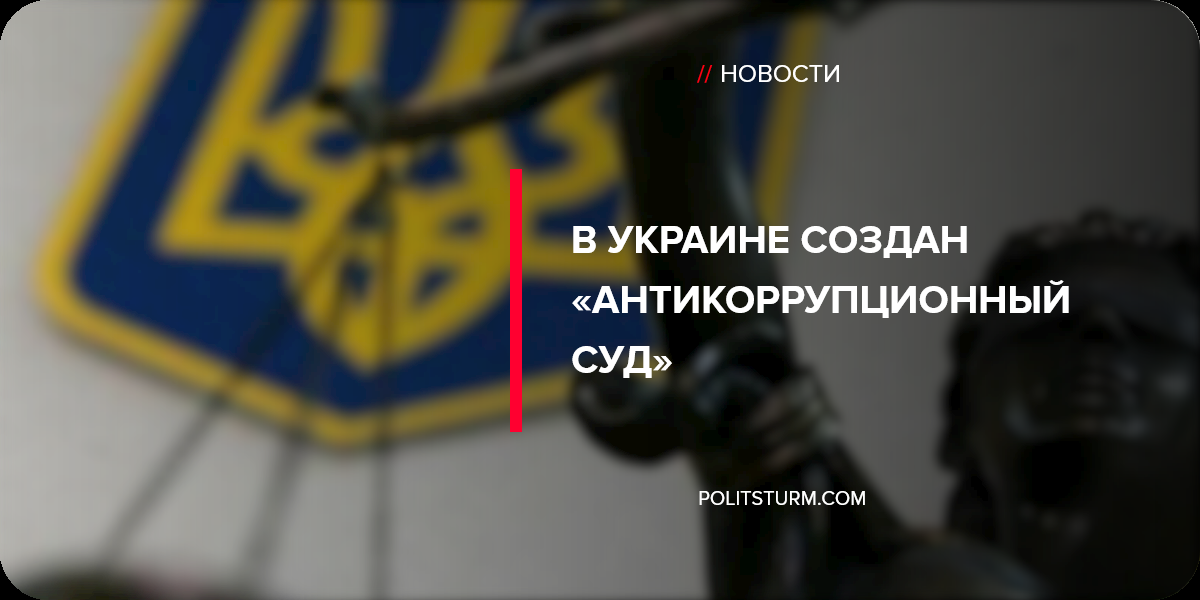 // НОВОСТИ
В УКРАИНЕ СОЗДАН
«АНТИКОРРУПЦИОННЫЙ
СУД»
POLITSTURM.COM